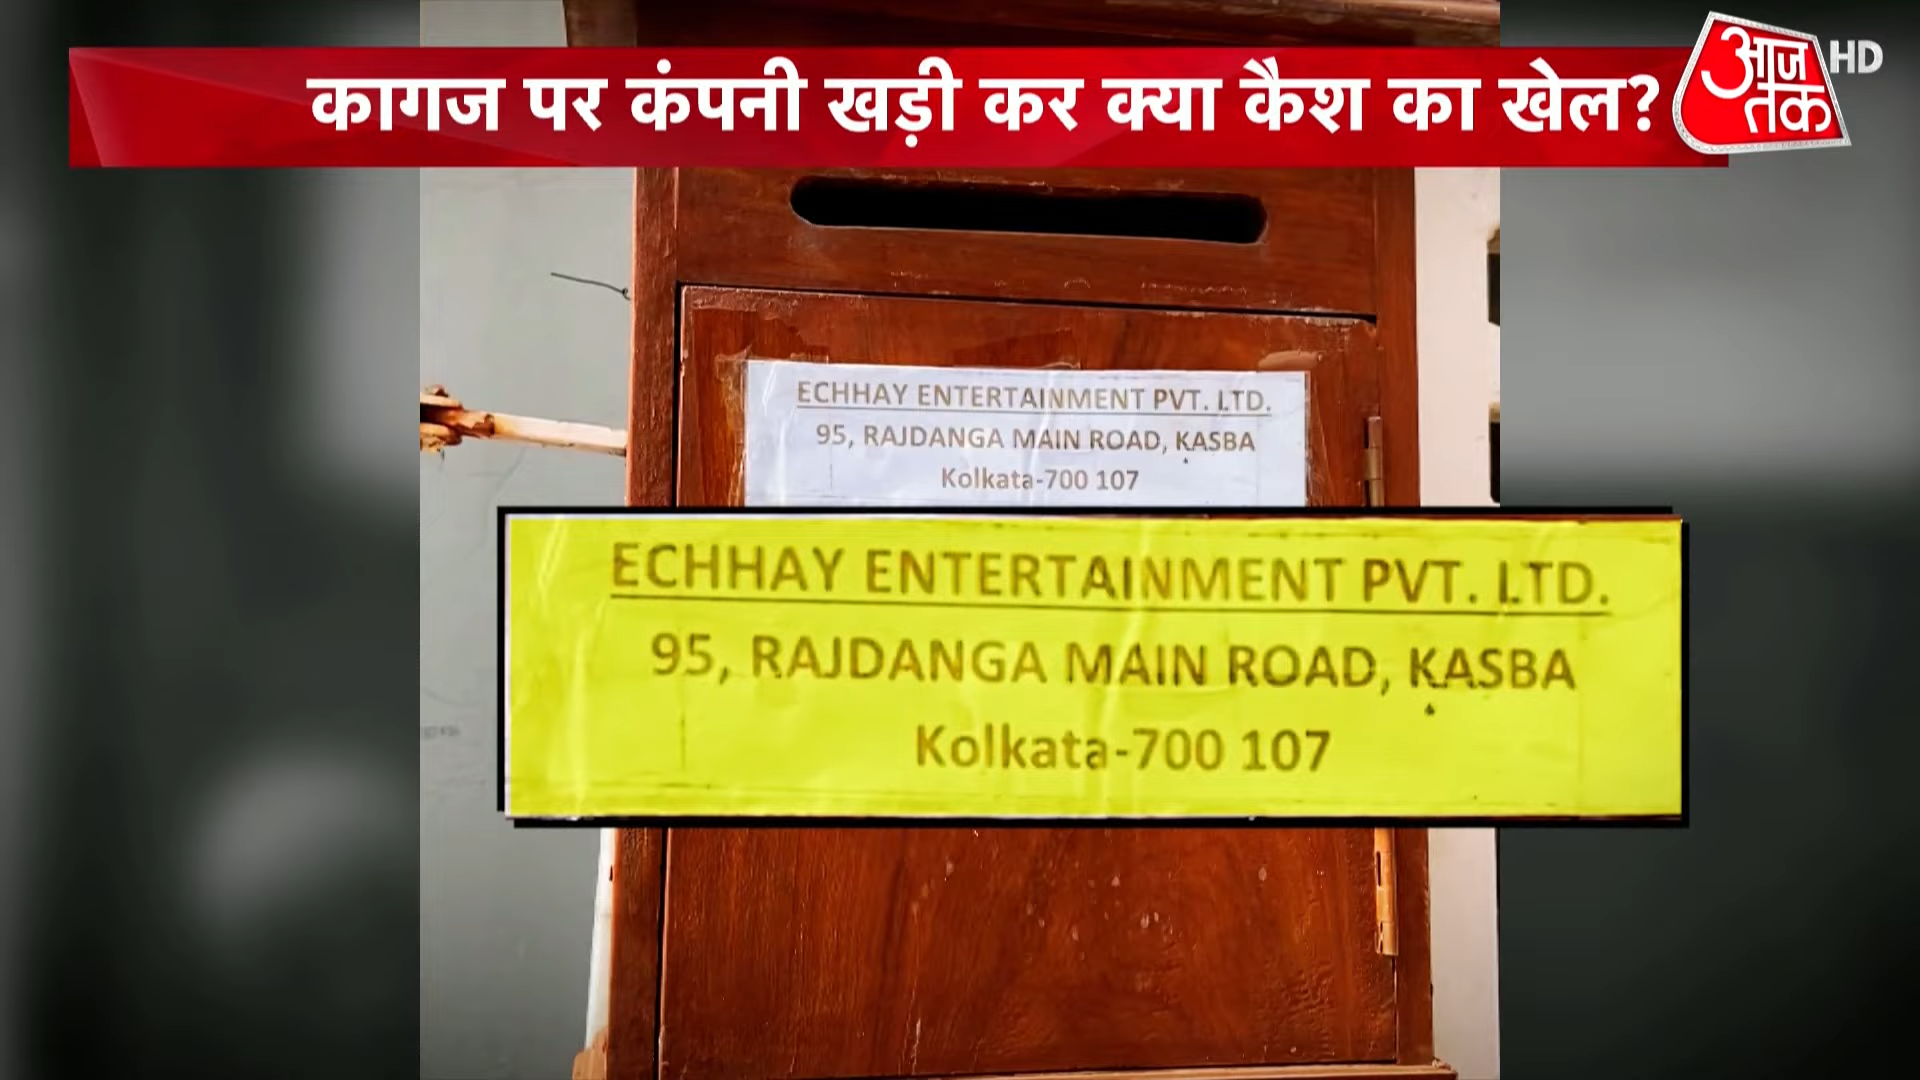 कागज पर कंपनी खड़ी कर क्या कैश का खेल?
आज तक HD
ECHHAY ENTERTAINMENT PVT. LTD.
95, RAJDANGA MAIN ROAD, KASBA
Kolkata-700 107
ECHHAY ENTERTAINMENT PVT. LTD.
95, RAJDANGA MAIN ROAD, KASBA
Kolkata-700 107